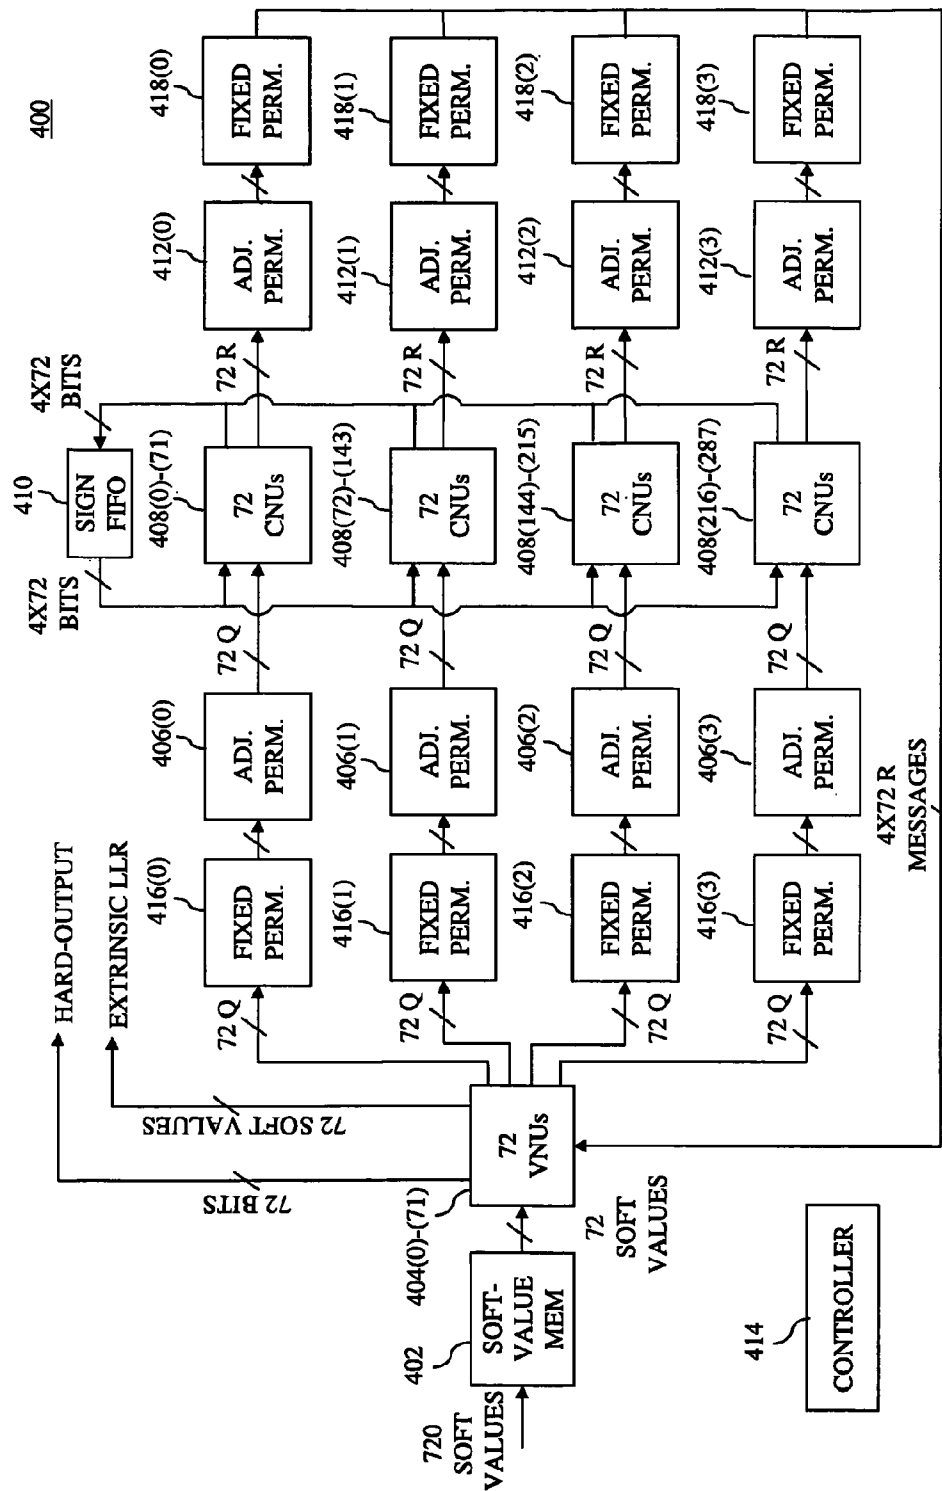 400
HARD-OUTPUT
EXTRINSIC LLR
72 BITS
72 SOFT VALUES
720
SOFT
VALUES
402
SOFT-
VALUE
MEM
72
SOFT
VALUES
404(0)-(71)
72
VNUs
414
CONTROLLER
72 Q
416(0)
FIXED
PERM.
406(0)
ADJ.
PERM.
72 Q
4X72
BITS
410
SIGN
FIFO
4X72
BITS
408(0)-(71)
72
CNUs
72 R
412(0)
ADJ.
PERM.
418(0)
FIXED
PERM.
72 Q
416(1)
FIXED
PERM.
406(1)
ADJ.
PERM.
72 Q
408(72)-(143)
72
CNUs
72 R
412(1)
ADJ.
PERM.
418(1)
FIXED
PERM.
72 Q
416(2)
FIXED
PERM.
406(2)
ADJ.
PERM.
72 Q
408(144)-(215)
72
CNUs
72 R
412(2)
ADJ.
PERM.
418(2)
FIXED
PERM.
72 Q
416(3)
FIXED
PERM.
406(3)
ADJ.
PERM.
72 Q
408(216)-(287)
72
CNUs
72 R
412(3)
ADJ.
PERM.
418(3)
FIXED
PERM.
4X72 R
MESSAGES